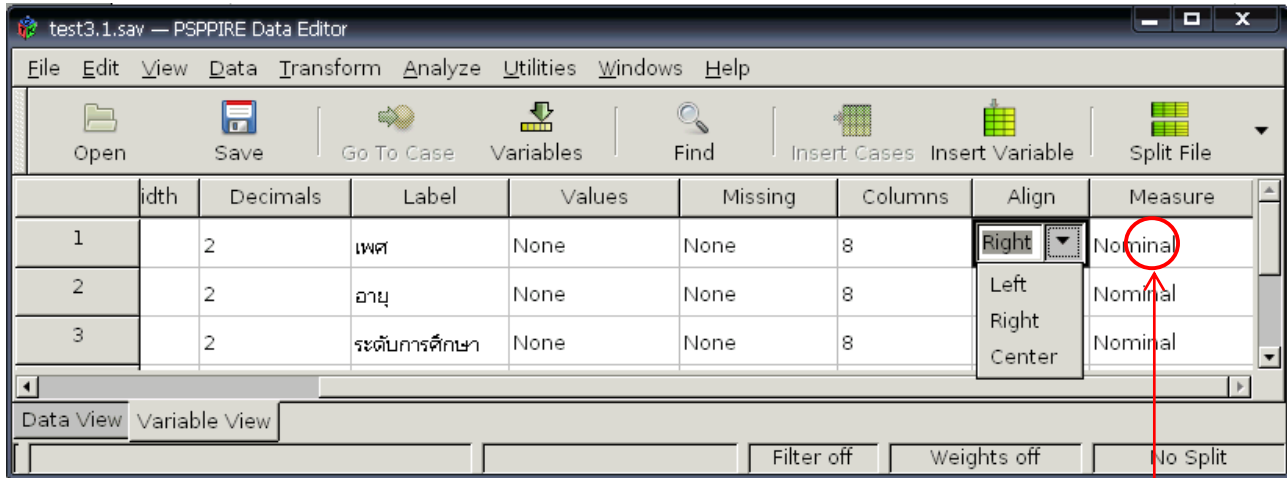 test3.1.sav — PSPPIRE Data Editor
File Edit View Data Transform Analyze Utilities Windows Help
Open Save Go To Case Variables Find Insert Cases Insert Variable Split File
idth Decimals Label Values Missing Columns Align Measure
1 2 เพศ None None 8 Right Nominal
2 2 อายุ None None 8 Left Nominal
Right
3 2 ระดับการศึกษา None None 8 Center Nominal
Data View Variable View
Filter off Weights off No Split